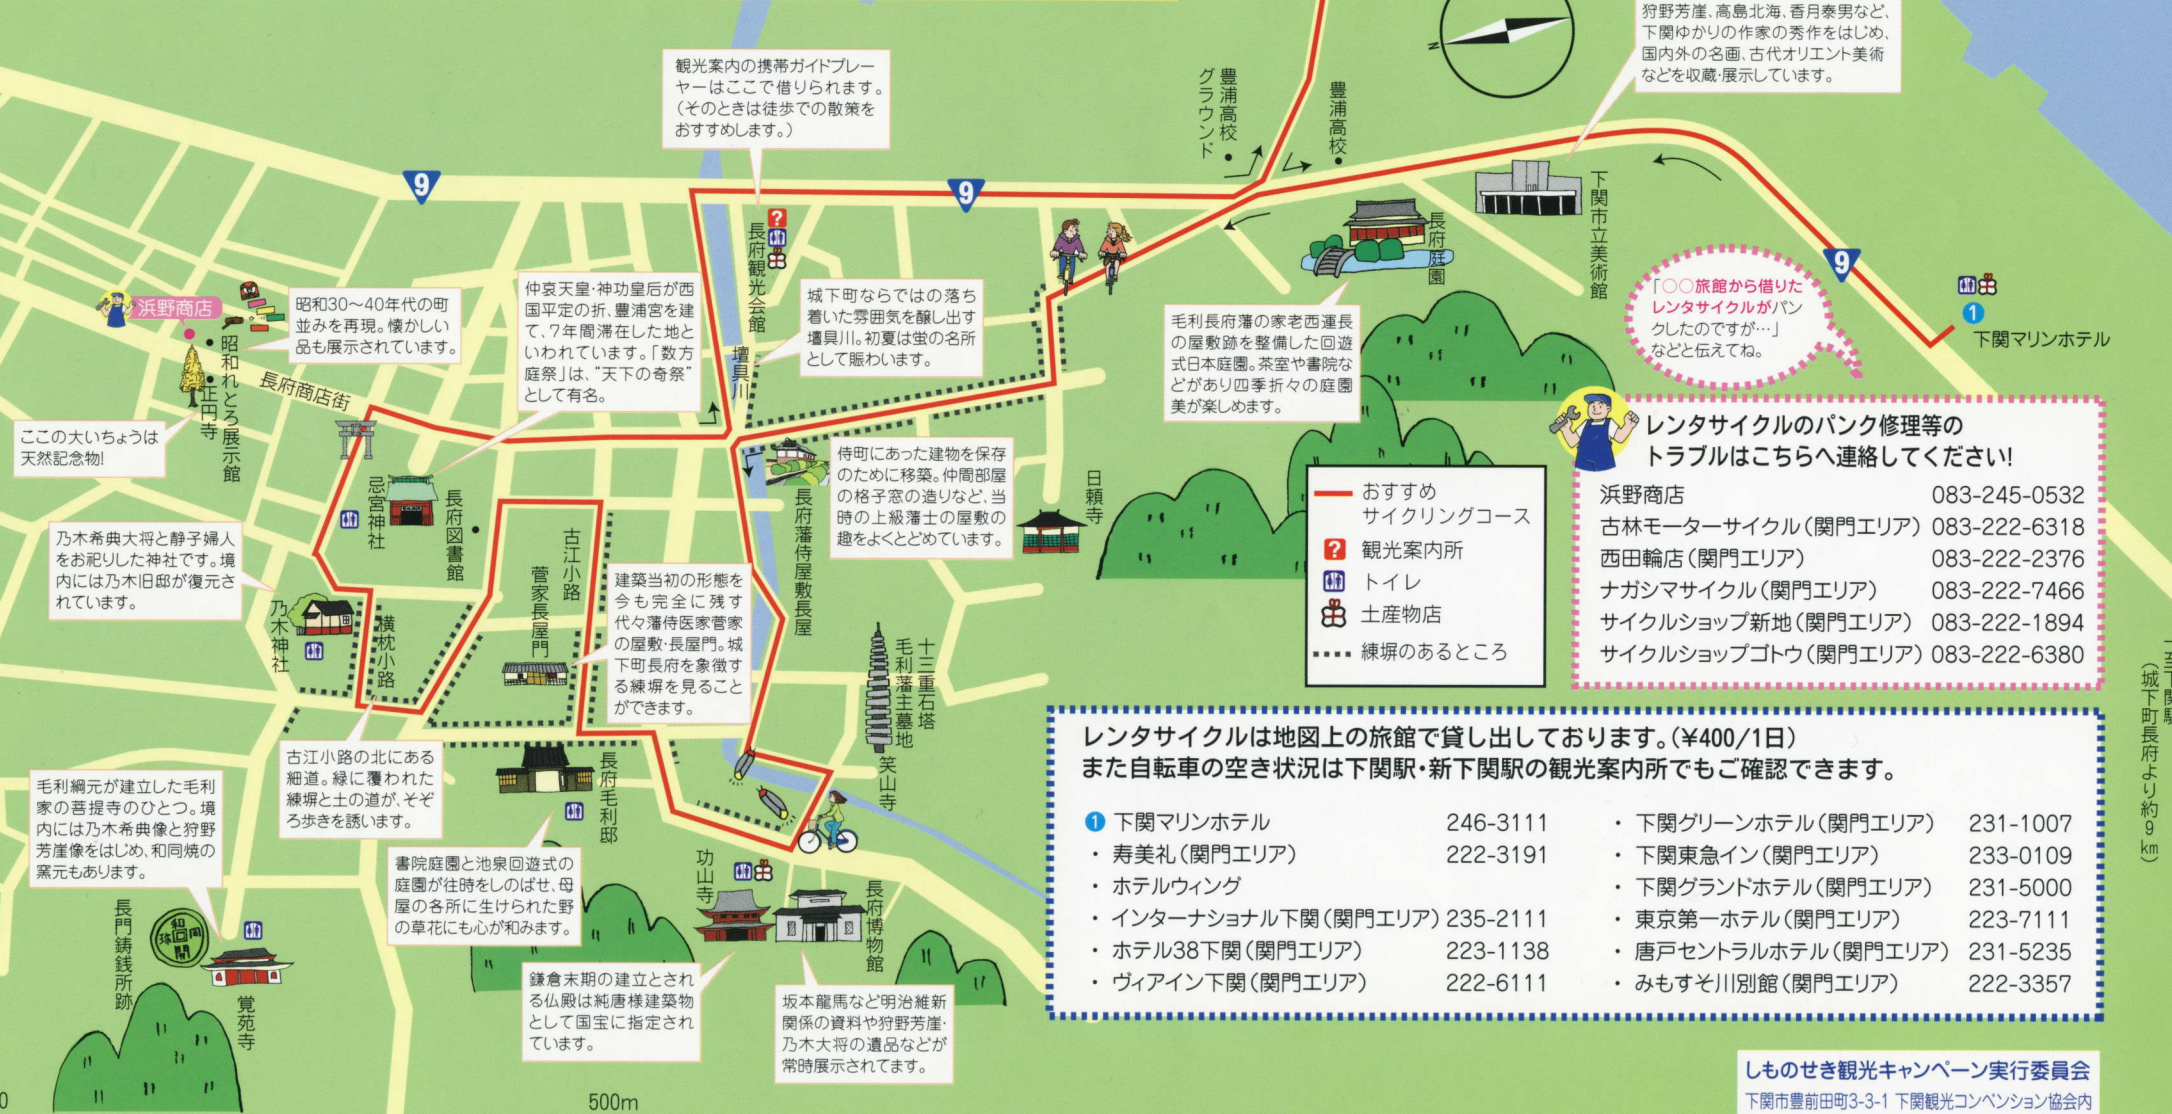 狩野芳崖、高島北海、香月泰男など、
下関ゆかりの作家の秀作をはじめ、
国内外の名画、古代オリエント美術
などを収蔵・展示しています。
N
観光案内の携帯ガイドプレー
ヤーはここで借りられます。
(そのときは徒歩での散策を
おすすめします。)
豊浦高校
グラウンド
豊浦高校
9
9
9
下関市立美術館
長府庭園
長府観光会館
?
「○○旅館から借りた
レンタサイクルがパン
クしたのですが…」
などと伝えてね。
1
下関マリンホテル
浜野商店
昭和30〜40年代の町
並みを再現。懐かしい
品も展示されています。
昭和れとろ展示館
正円寺
長府商店街
ここの大いちょうは
天然記念物!
仲哀天皇・神功皇后が西
国平定の折、豊浦宮を建
て、7年間滞在した地と
いわれています。「数方
庭祭」は、“天下の奇祭”
として有名。
城下町ならではの落ち
着いた雰囲気を醸し出す
壇具川。初夏は蛍の名所
として賑わいます。
壇具川
毛利長府藩の家老西運長
の屋敷跡を整備した回遊
式日本庭園。茶室や書院な
どがあり四季折々の庭園
美が楽しめます。
侍町にあった建物を保存
のために移築。仲間部屋
の格子窓の造りなど、当
時の上級藩士の屋敷の
趣をよくとどめています。
長府藩侍屋敷長屋
日頼寺
忌宮神社
長府図書館
乃木希典大将と静子婦人
をお祀りした神社です。境
内には乃木旧邸が復元さ
れています。
乃木神社
横枕小路
古江小路
菅家長屋門
建築当初の形態を
今も完全に残す
代々藩侍医家菅家
の屋敷・長屋門。城
下町長府を象徴す
る練塀を見ること
ができます。
十三重石塔
毛利藩主墓地
笑山寺
古江小路の北にある
細道。緑に覆われた
練塀と土の道が、そぞ
ろ歩きを誘います。
毛利綱元が建立した毛利
家の菩提寺のひとつ。境
内には乃木希典像と狩野
芳崖像をはじめ、和同焼の
窯元もあります。
長府毛利邸
書院庭園と池泉回遊式の
庭園が往時をしのばせ、母
屋の各所に生けられた野
の草花にも心が和みます。
長門鋳銭所跡
覚苑寺
功山寺
長府博物館
鎌倉末期の建立とされ
る仏殿は純唐様建築物
として国宝に指定され
ています。
坂本龍馬など明治維新
関係の資料や狩野芳崖・
乃木大将の遺品などが
常時展示されてます。
0
500m
おすすめ
サイクリングコース
? 観光案内所
トイレ
土産物店
練塀のあるところ
レンタサイクルのパンク修理等の
トラブルはこちらへ連絡してください!
浜野商店 083-245-0532
古林モーターサイクル(関門エリア) 083-222-6318
西田輪店(関門エリア) 083-222-2376
ナガシマサイクル(関門エリア) 083-222-7466
サイクルショップ新地(関門エリア) 083-222-1894
サイクルショップゴトウ(関門エリア) 083-222-6380
(城下町長府より約9km)
レンタサイクルは地図上の旅館で貸し出しております。(¥400/1日)
また自転車の空き状況は下関駅・新下関駅の観光案内所でもご確認できます。
1 下関マリンホテル 246-3111
・ 寿美礼(関門エリア) 222-3191
・ ホテルウィング
・ インターナショナル下関(関門エリア) 235-2111
・ ホテル38下関(関門エリア) 223-1138
・ ヴィアイン下関(関門エリア) 222-6111
・ 下関グリーンホテル(関門エリア) 231-1007
・ 下関東急イン(関門エリア) 233-0109
・ 下関グランドホテル(関門エリア) 231-5000
・ 東京第一ホテル(関門エリア) 223-7111
・ 唐戸セントラルホテル(関門エリア) 231-5235
・ みもすそ川別館(関門エリア) 222-3357
しものせき観光キャンペーン実行委員会
下関市豊前田町3-3-1 下関観光コンベンション協会内